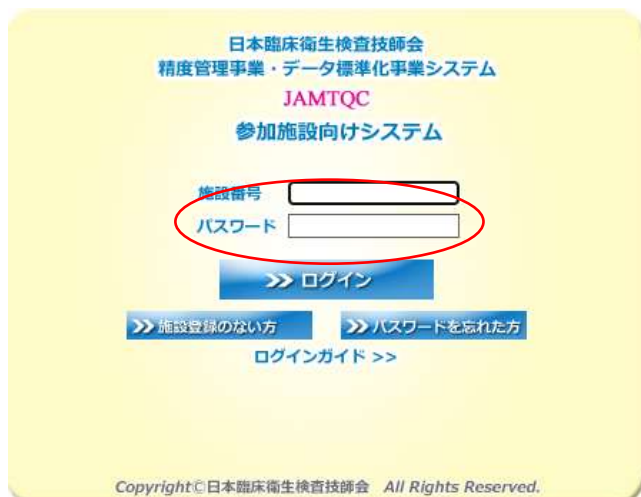 日本臨床衛生検査技師会
精度管理事業・データ標準化事業システム
JAMTQC
参加施設向けシステム
施設番号
パスワード
>> ログイン
>> 施設登録のない方
>> パスワードを忘れた方
ログインガイド >>
Copyright©日本臨床衛生検査技師会 All Rights Reserved.